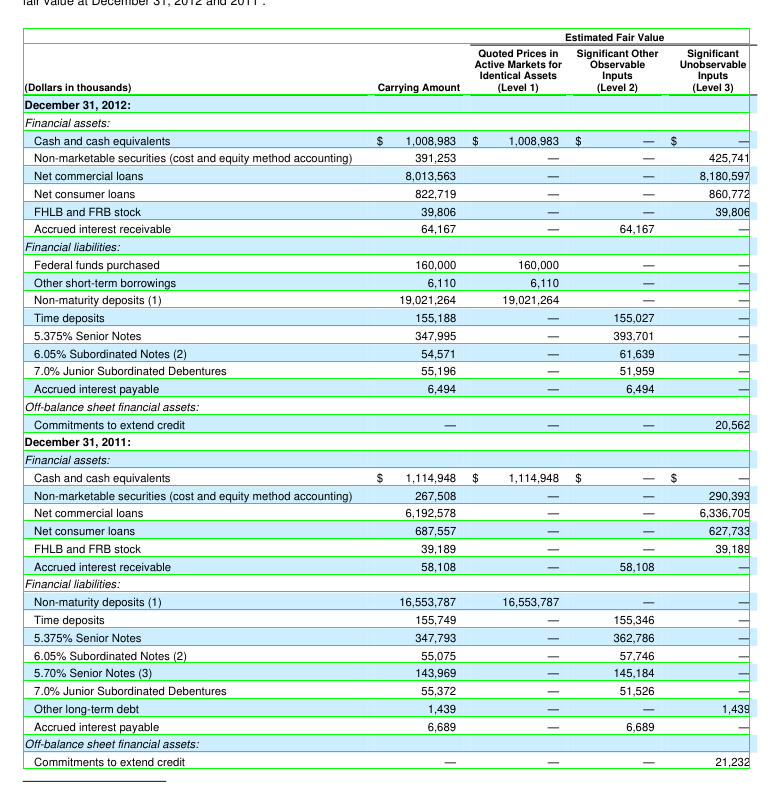 fair value at December 31, 2012 and 2011 .
Estimated Fair Value
(Dollars in thousands) Carrying Amount Quoted Prices in Active Markets for Identical Assets (Level 1) Significant Other Observable Inputs (Level 2) Significant Unobservable Inputs (Level 3)
December 31, 2012:
Financial assets:
Cash and cash equivalents $ 1,008,983 $ 1,008,983 $ — $ —
Non-marketable securities (cost and equity method accounting) 391,253 — — 425,741
Net commercial loans 8,013,563 — — 8,180,597
Net consumer loans 822,719 — — 860,772
FHLB and FRB stock 39,806 — — 39,806
Accrued interest receivable 64,167 — 64,167 —
Financial liabilities:
Federal funds purchased 160,000 160,000 — —
Other short-term borrowings 6,110 6,110 — —
Non-maturity deposits (1) 19,021,264 19,021,264 — —
Time deposits 155,188 — 155,027 —
5.375% Senior Notes 347,995 — 393,701 —
6.05% Subordinated Notes (2) 54,571 — 61,639 —
7.0% Junior Subordinated Debentures 55,196 — 51,959 —
Accrued interest payable 6,494 — 6,494 —
Off-balance sheet financial assets:
Commitments to extend credit — — — 20,562
December 31, 2011:
Financial assets:
Cash and cash equivalents $ 1,114,948 $ 1,114,948 $ — $ —
Non-marketable securities (cost and equity method accounting) 267,508 — — 290,393
Net commercial loans 6,192,578 — — 6,336,705
Net consumer loans 687,557 — — 627,733
FHLB and FRB stock 39,189 — — 39,189
Accrued interest receivable 58,108 — 58,108 —
Financial liabilities:
Non-maturity deposits (1) 16,553,787 16,553,787 — —
Time deposits 155,749 — 155,346 —
5.375% Senior Notes 347,793 — 362,786 —
6.05% Subordinated Notes (2) 55,075 — 57,746 —
5.70% Senior Notes (3) 143,969 — 145,184 —
7.0% Junior Subordinated Debentures 55,372 — 51,526 —
Other long-term debt 1,439 — — 1,439
Accrued interest payable 6,689 — 6,689 —
Off-balance sheet financial assets:
Commitments to extend credit — — — 21,232